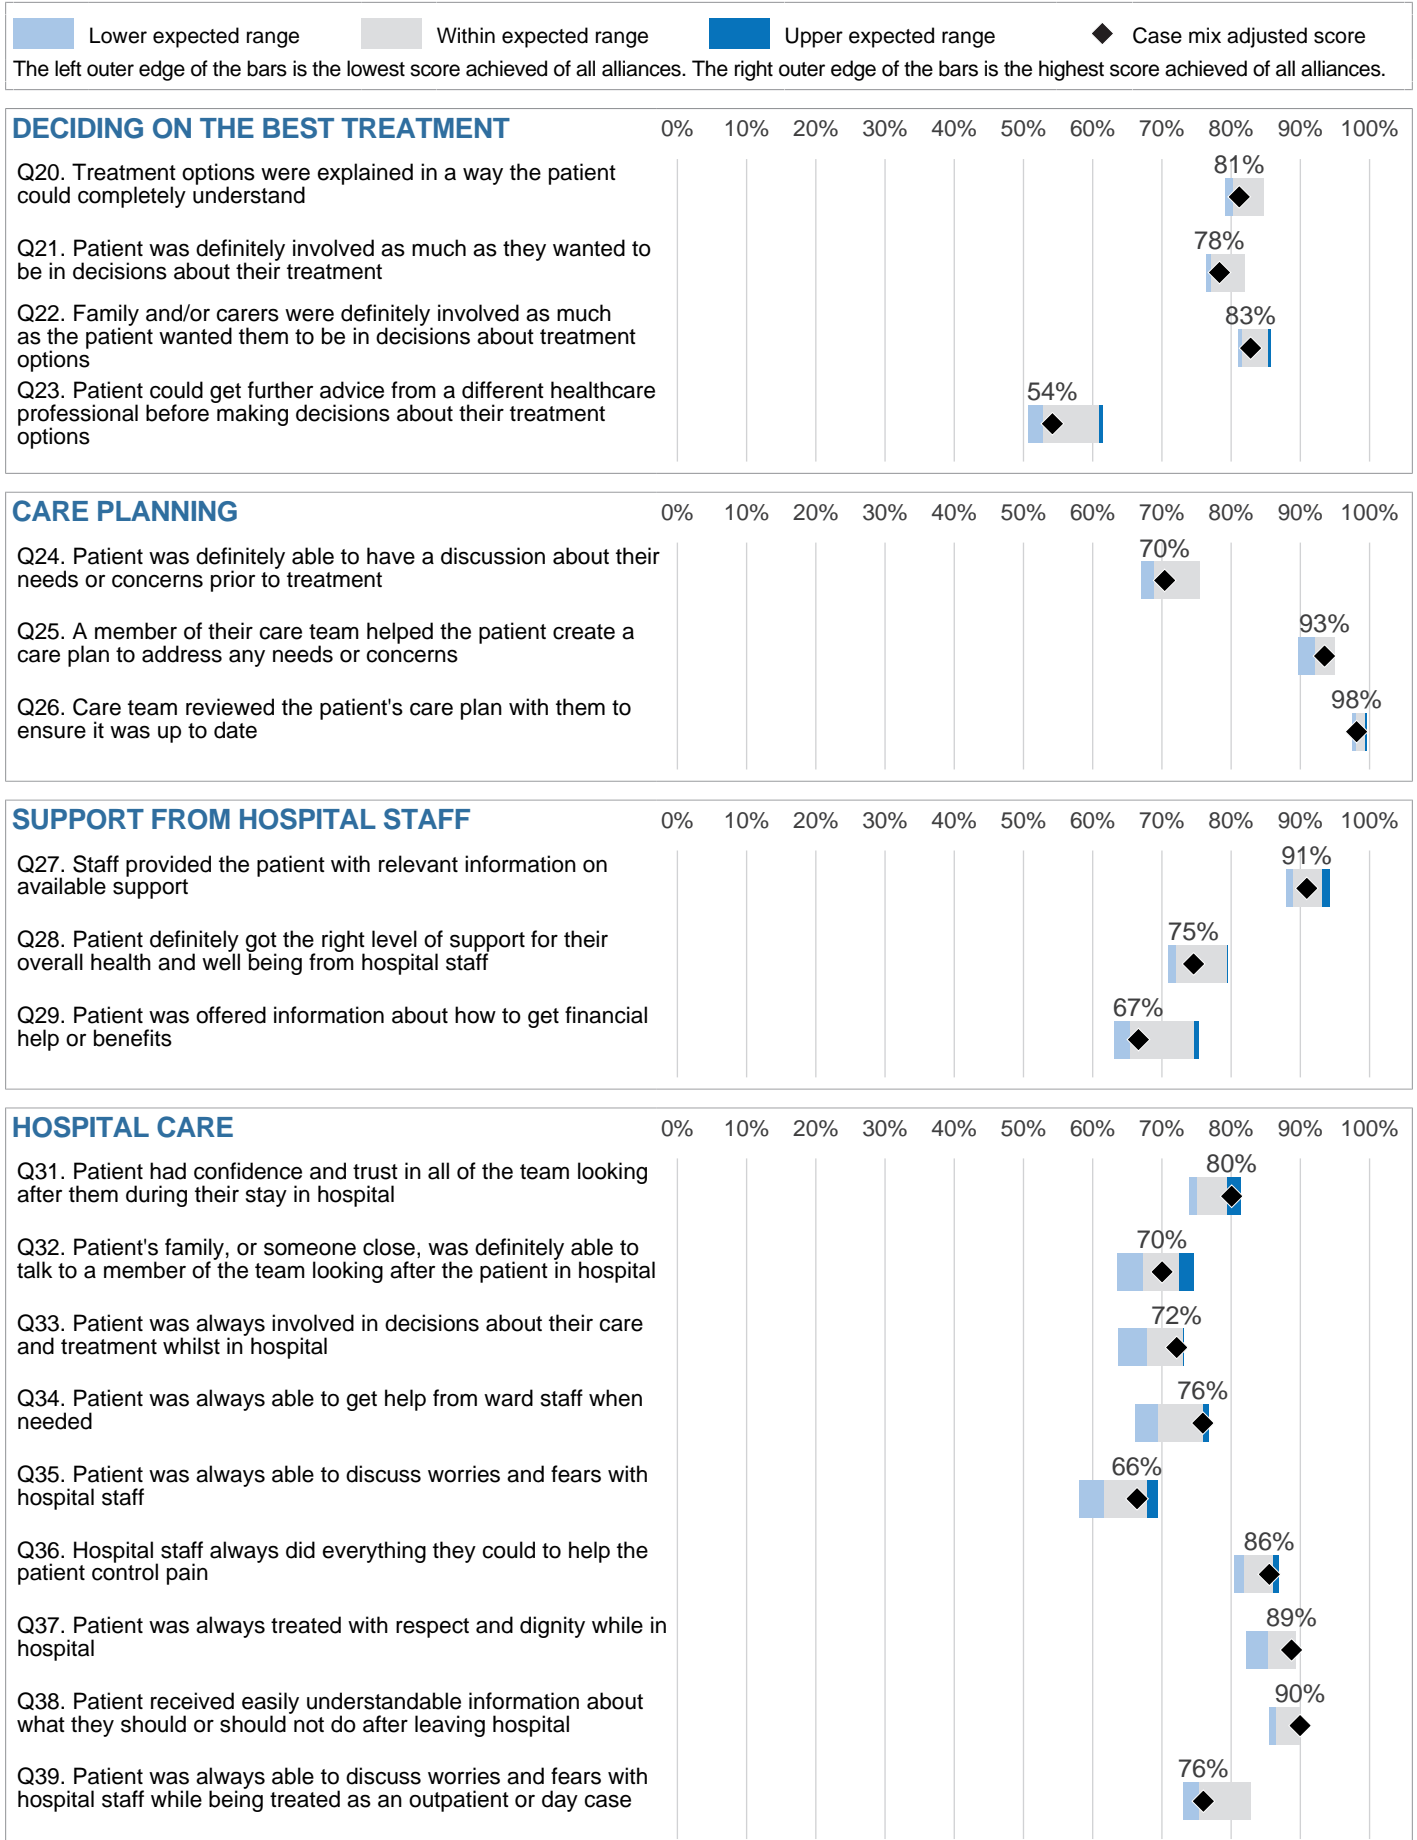 Lower expected range Within expected range Upper expected range Case mix adjusted score
The left outer edge of the bars is the lowest score achieved of all alliances. The right outer edge of the bars is the highest score achieved of all alliances.
DECIDING ON THE BEST TREATMENT 0% 10% 20% 30% 40% 50% 60% 70% 80% 90% 100%
Q20. Treatment options were explained in a way the patient
could completely understand
81%
Q21. Patient was definitely involved as much as they wanted to
be in decisions about their treatment
78%
Q22. Family and/or carers were definitely involved as much
as the patient wanted them to be in decisions about treatment
options
83%
Q23. Patient could get further advice from a different healthcare
professional before making decisions about their treatment
options
54%
CARE PLANNING 0% 10% 20% 30% 40% 50% 60% 70% 80% 90% 100%
Q24. Patient was definitely able to have a discussion about their
needs or concerns prior to treatment
70%
Q25. A member of their care team helped the patient create a
care plan to address any needs or concerns
93%
Q26. Care team reviewed the patient's care plan with them to
ensure it was up to date
98%
SUPPORT FROM HOSPITAL STAFF 0% 10% 20% 30% 40% 50% 60% 70% 80% 90% 100%
Q27. Staff provided the patient with relevant information on
available support
91%
Q28. Patient definitely got the right level of support for their
overall health and well being from hospital staff
75%
Q29. Patient was offered information about how to get financial
help or benefits
67%
HOSPITAL CARE 0% 10% 20% 30% 40% 50% 60% 70% 80% 90% 100%
Q31. Patient had confidence and trust in all of the team looking
after them during their stay in hospital
80%
Q32. Patient's family, or someone close, was definitely able to
talk to a member of the team looking after the patient in hospital
70%
Q33. Patient was always involved in decisions about their care
and treatment whilst in hospital
72%
Q34. Patient was always able to get help from ward staff when
needed
76%
Q35. Patient was always able to discuss worries and fears with
hospital staff
66%
Q36. Hospital staff always did everything they could to help the
patient control pain
86%
Q37. Patient was always treated with respect and dignity while in
hospital
89%
Q38. Patient received easily understandable information about
what they should or should not do after leaving hospital
90%
Q39. Patient was always able to discuss worries and fears with
hospital staff while being treated as an outpatient or day case
76%